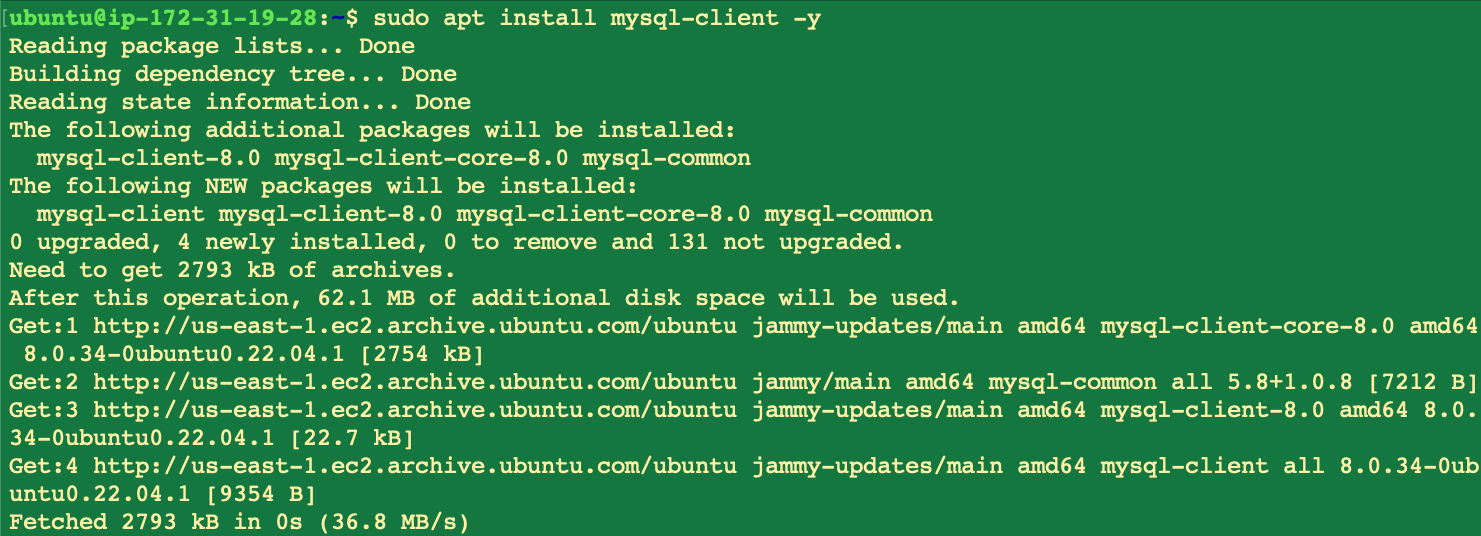 [ubuntu@ip-172-31-19-28:~$ sudo apt install mysql-client -y
Reading package lists... Done
Building dependency tree... Done
Reading state information... Done
The following additional packages will be installed:
  mysql-client-8.0 mysql-client-core-8.0 mysql-common
The following NEW packages will be installed:
  mysql-client mysql-client-8.0 mysql-client-core-8.0 mysql-common
0 upgraded, 4 newly installed, 0 to remove and 131 not upgraded.
Need to get 2793 kB of archives.
After this operation, 62.1 MB of additional disk space will be used.
Get:1 http://us-east-1.ec2.archive.ubuntu.com/ubuntu jammy-updates/main amd64 mysql-client-core-8.0 amd64
 8.0.34-0ubuntu0.22.04.1 [2754 kB]
Get:2 http://us-east-1.ec2.archive.ubuntu.com/ubuntu jammy/main amd64 mysql-common all 5.8+1.0.8 [7212 B]
Get:3 http://us-east-1.ec2.archive.ubuntu.com/ubuntu jammy-updates/main amd64 mysql-client-8.0 amd64 8.0.
34-0ubuntu0.22.04.1 [22.7 kB]
Get:4 http://us-east-1.ec2.archive.ubuntu.com/ubuntu jammy-updates/main amd64 mysql-client all 8.0.34-0ub
untu0.22.04.1 [9354 B]
Fetched 2793 kB in 0s (36.8 MB/s)